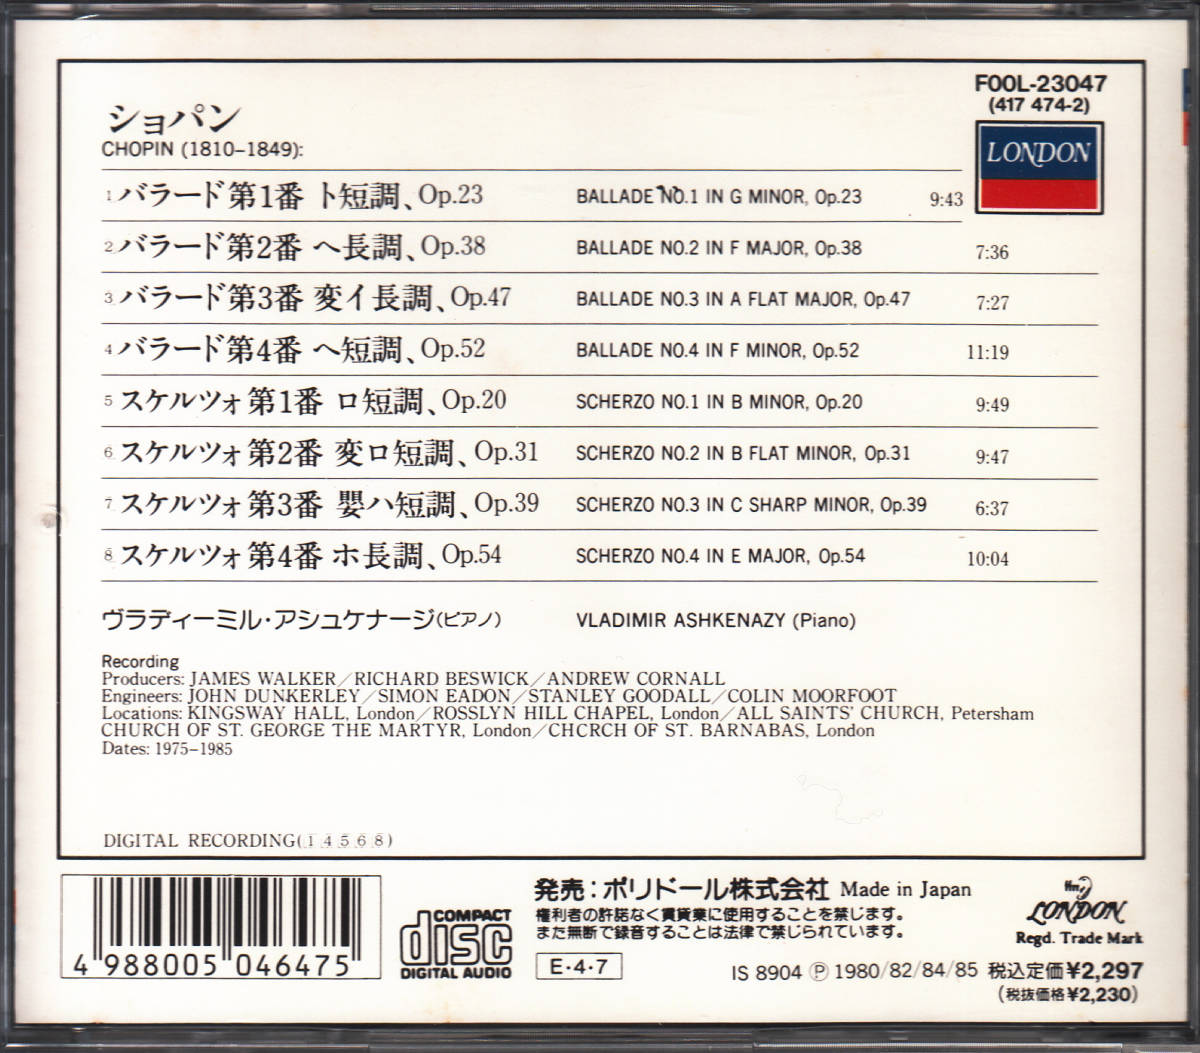 FOOL-23047
(417 474-2)
LONDON
ショパン
CHOPIN (1810-1849):
1 バラード第1番 ト短調、Op.23 BALLADE NO.1 IN G MINOR, Op.23 9:43
2 バラード第2番 ヘ長調、Op.38 BALLADE NO.2 IN F MAJOR, Op.38 7:36
3 バラード第3番 変イ長調、Op.47 BALLADE NO.3 IN A FLAT MAJOR, Op.47 7:27
4 バラード第4番 ヘ短調、Op.52 BALLADE NO.4 IN F MINOR, Op.52 11:19
5 スケルツォ第1番 ロ短調、Op.20 SCHERZO NO.1 IN B MINOR, Op.20 9:49
6 スケルツォ第2番 変ロ短調、Op.31 SCHERZO NO.2 IN B FLAT MINOR, Op.31 9:47
7 スケルツォ第3番 嬰ハ短調、Op.39 SCHERZO NO.3 IN C SHARP MINOR, Op.39 6:37
8 スケルツォ第4番 ホ長調、Op.54 SCHERZO NO.4 IN E MAJOR, Op.54 10:04
ヴラディーミル・アシュケナージ(ピアノ) VLADIMIR ASHKENAZY (Piano)
Recording
Producers: JAMES WALKER/RICHARD BESWICK/ANDREW CORNALL
Engineers: JOHN DUNKERLEY/SIMON EADON/STANLEY GOODALL/COLIN MOORFOOT
Locations: KINGSWAY HALL, London/ROSSLYN HILL CHAPEL, London/ALL SAINTS' CHURCH, Petersham
CHURCH OF ST. GEORGE THE MARTYR, London/CHCRCH OF ST. BARNABAS, London
Dates: 1975-1985
DIGITAL RECORDING(1 4 5 6 8)
4 988005 046475
COMPACT
disc
DIGITAL AUDIO
発売:ポリドール株式会社 Made in Japan
権利者の許諾なく賃貸業に使用することを禁じます。
また無断で録音することは法律で禁じられています。
E・4・7
IS 8904 Ⓟ 1980/82/84/85 税込定価¥2,297
(税抜価格¥2,230)
ffrr
LONDON
Regd. Trade Mark